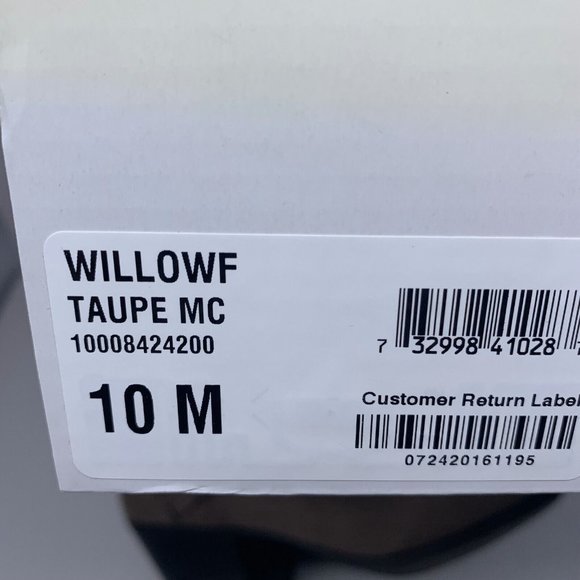 WILLOWF
TAUPE MC
10008424200
10 M
7 32998 41028
Customer Return Label
072420161195